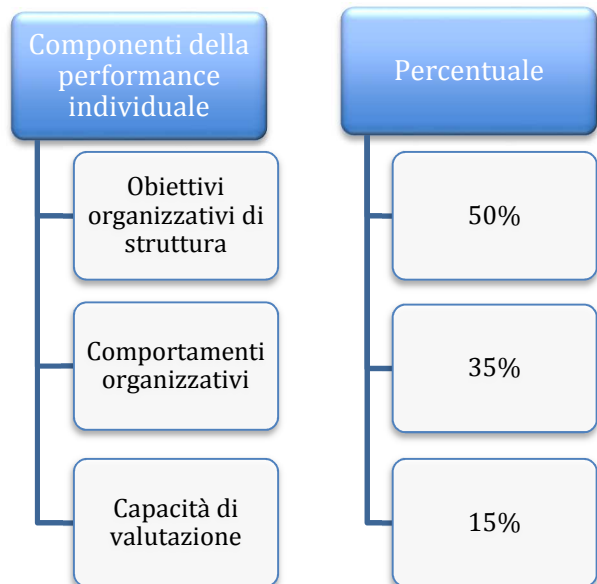 Componenti della
performance
individuale
Percentuale
Obiettivi
organizzativi di
struttura
50%
Comportamenti
organizzativi
35%
Capacità di
valutazione
15%